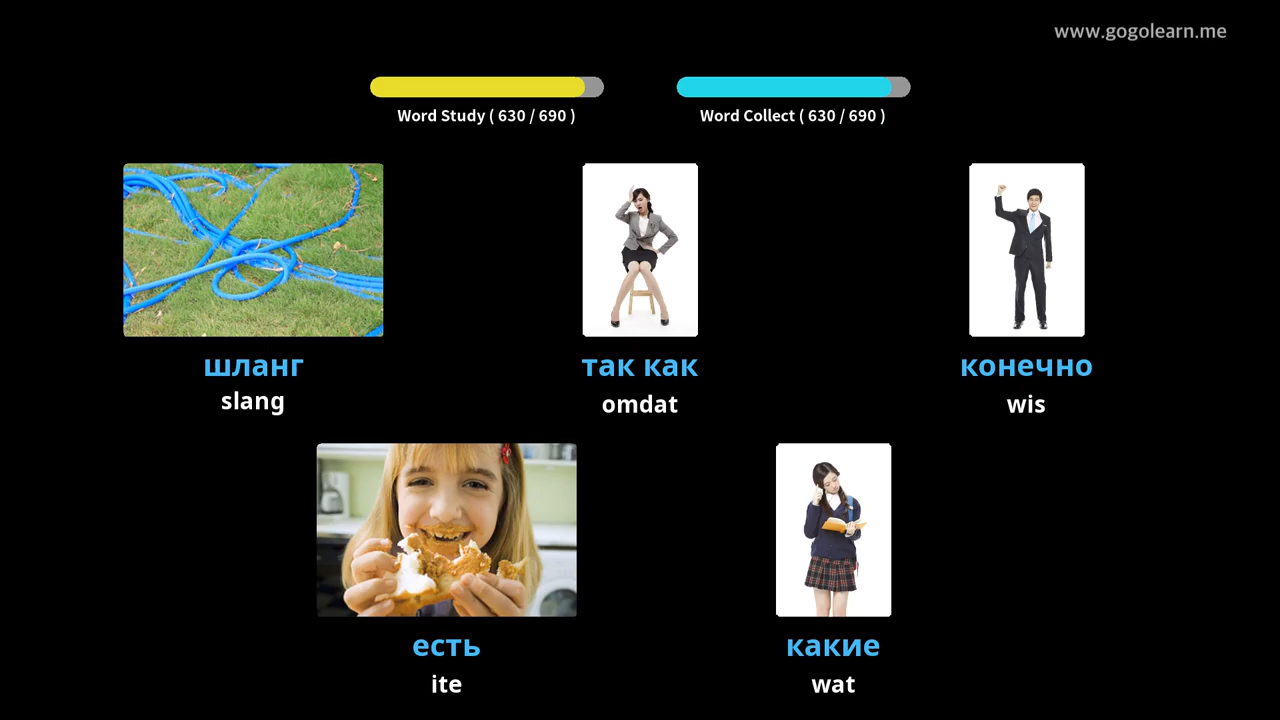 www.gogolearn.me
Word Study ( 630 / 690 )
Word Collect ( 630 / 690 )
шланг
slang
так как
omdat
конечно
wis
есть
ite
какие
wat